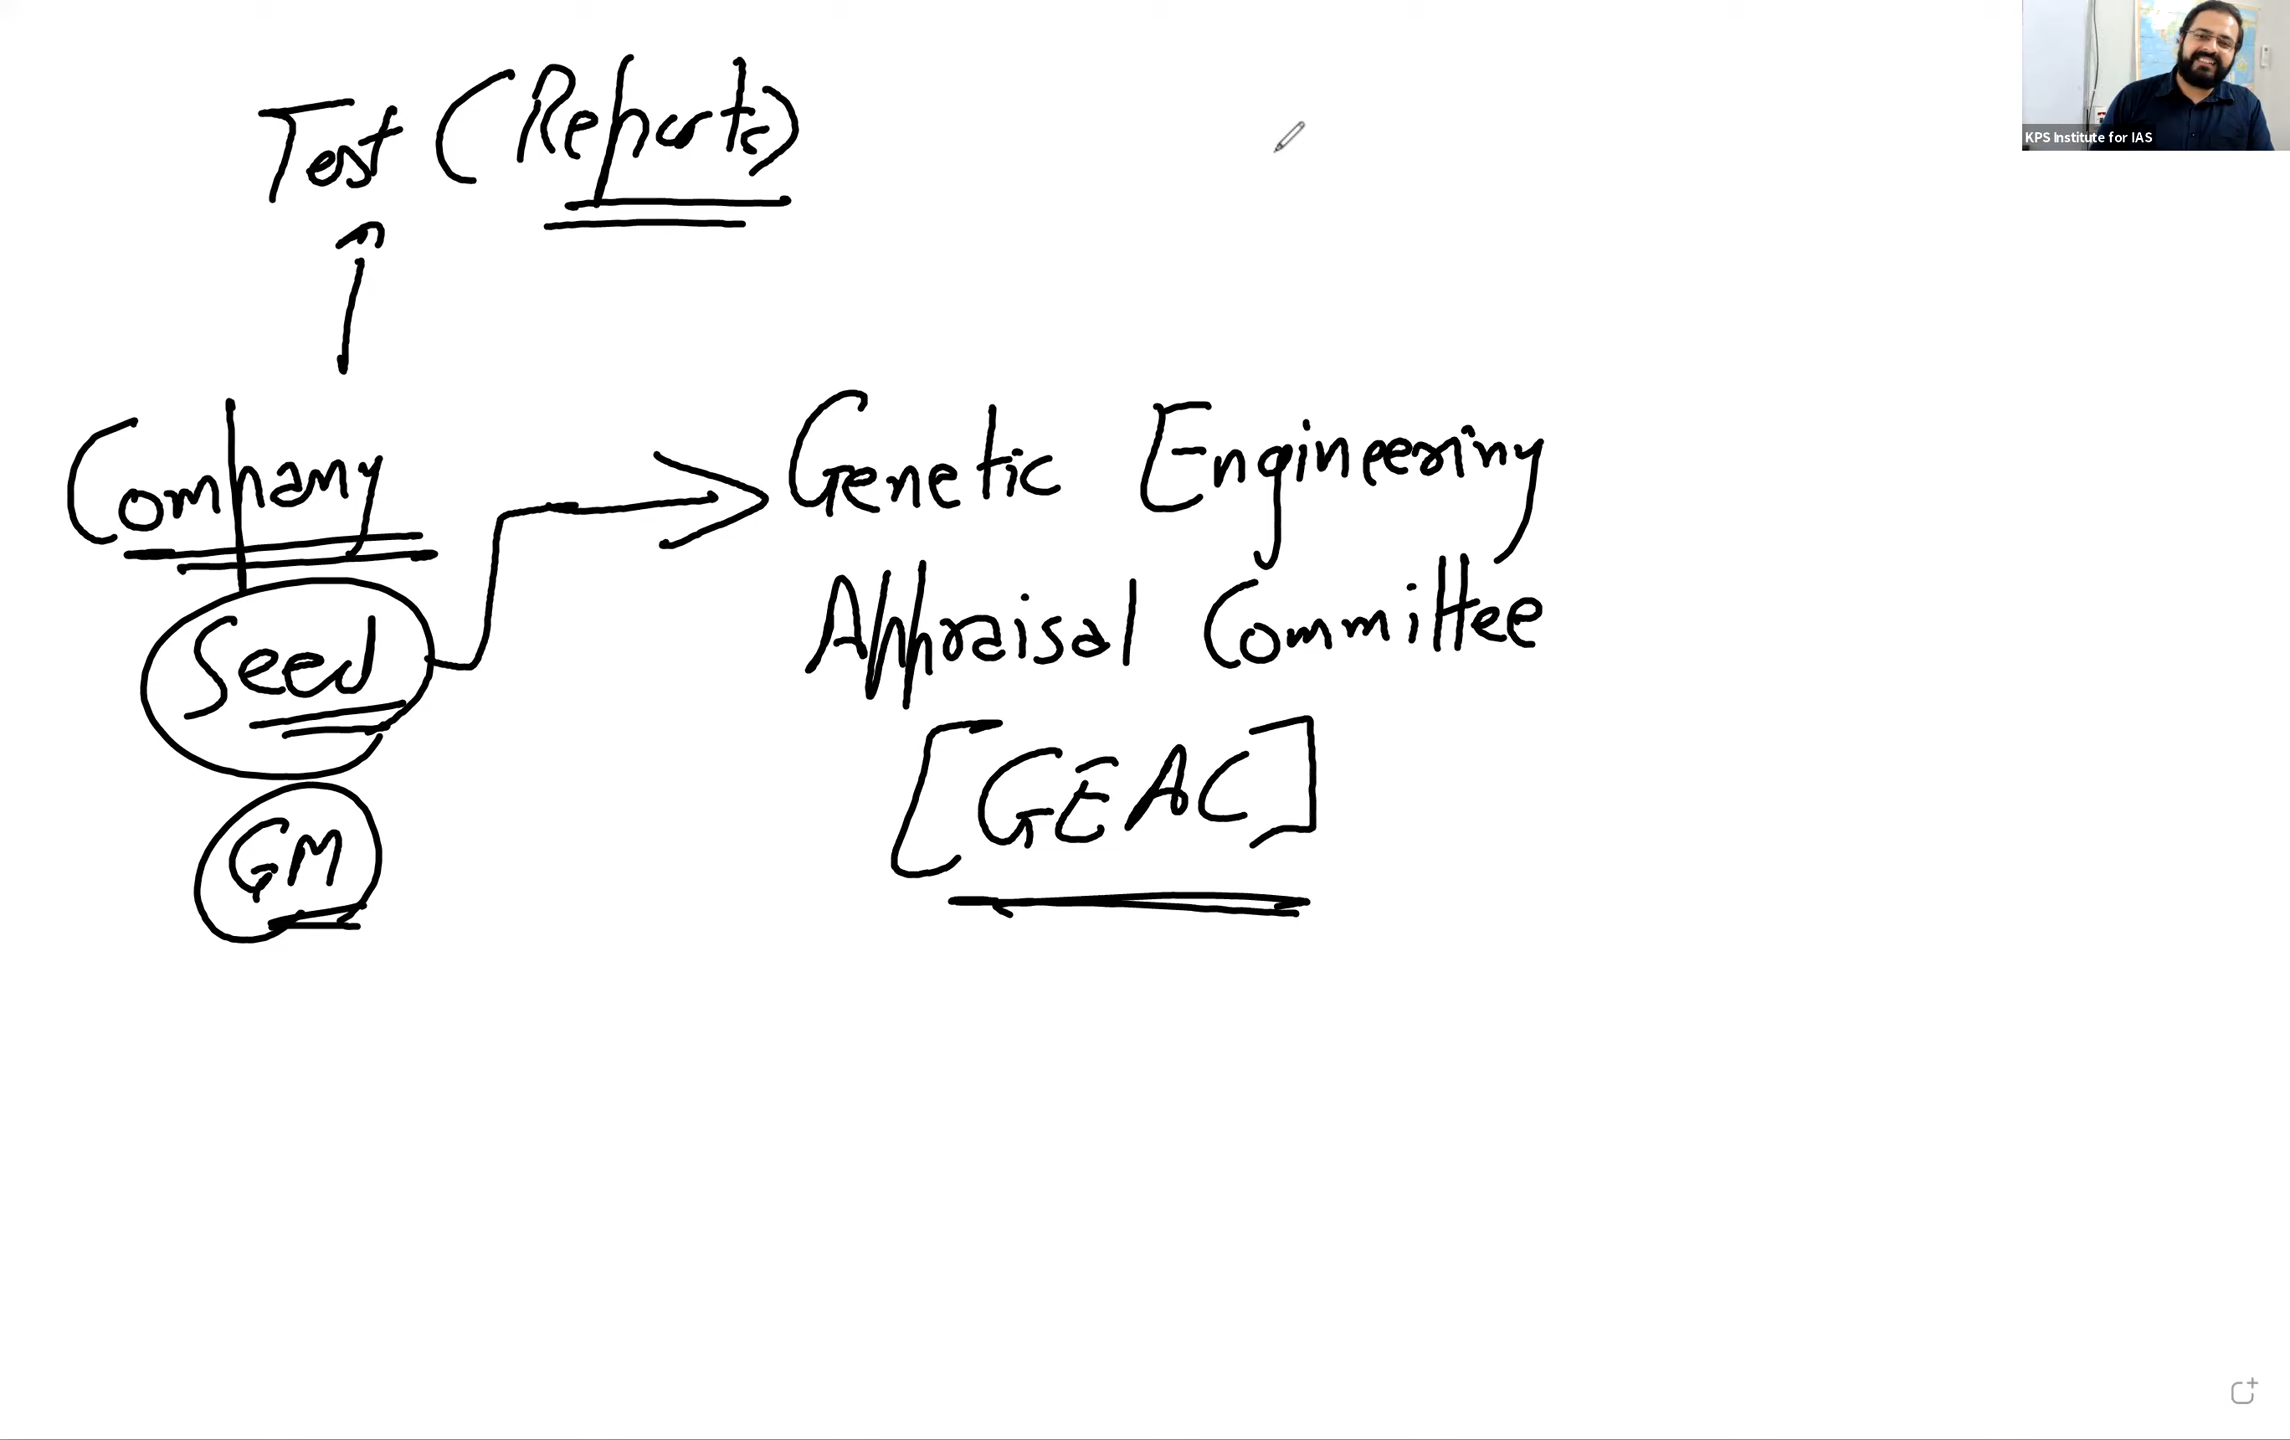 Test (Reports)
KPS Institute for IAS
Company
Genetic Engineering
Appraisal Committee
Seed
[GEAC]
GM